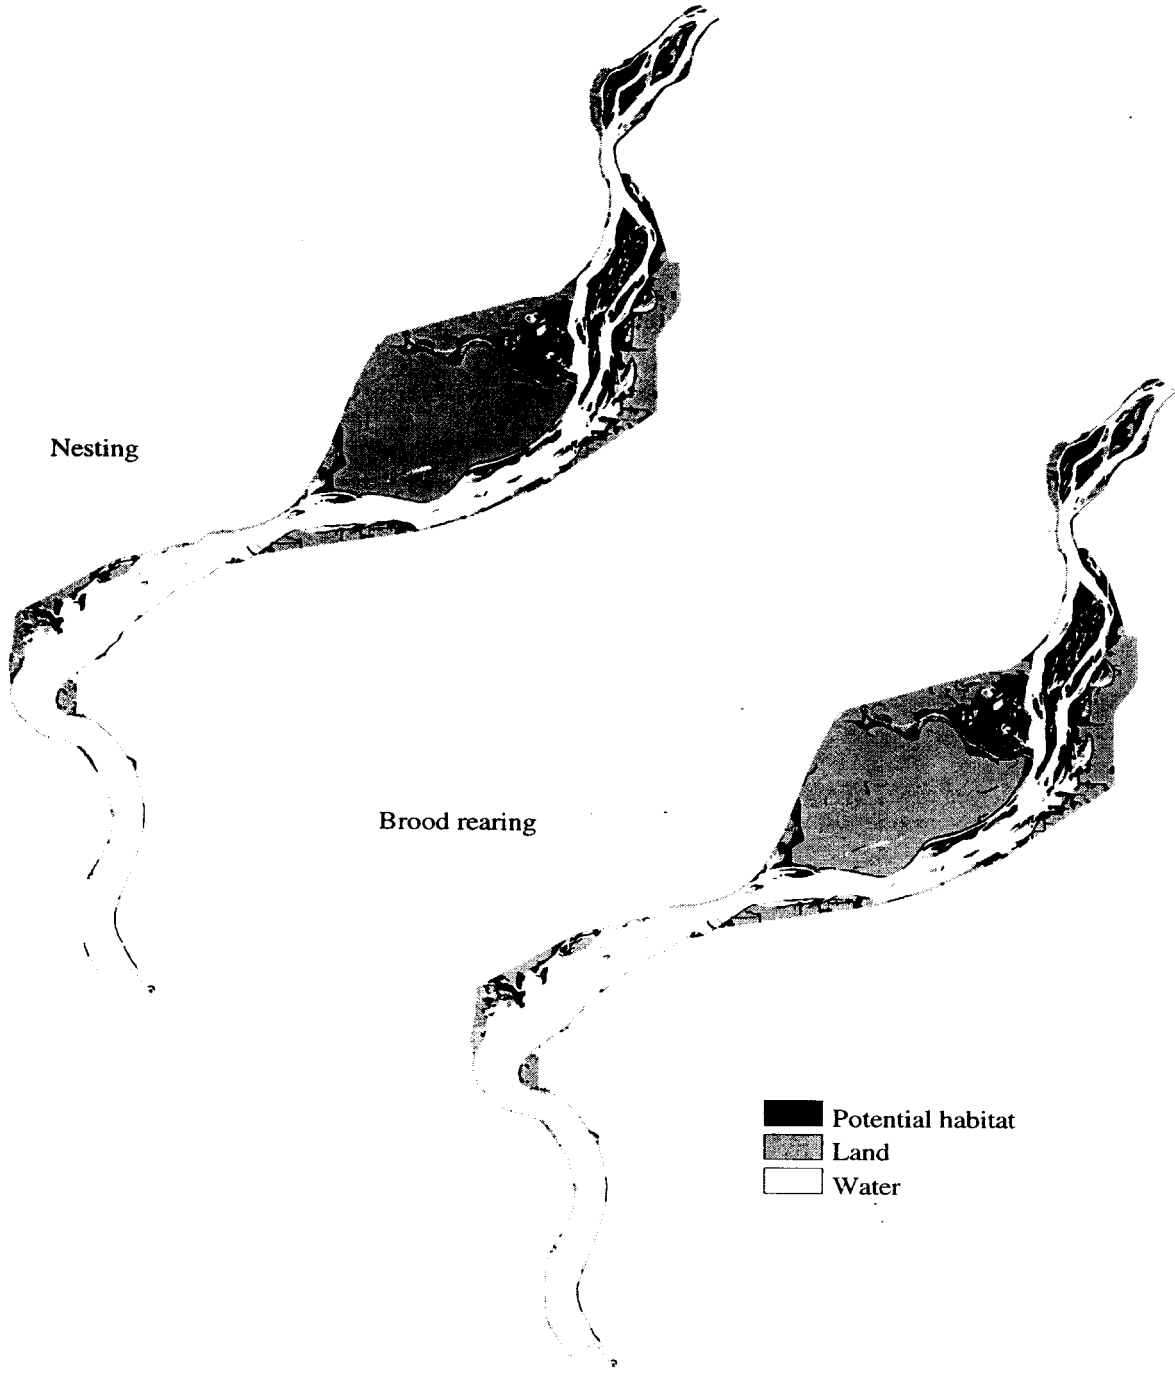 Nesting
Brood rearing
Potential habitat
Land
Water